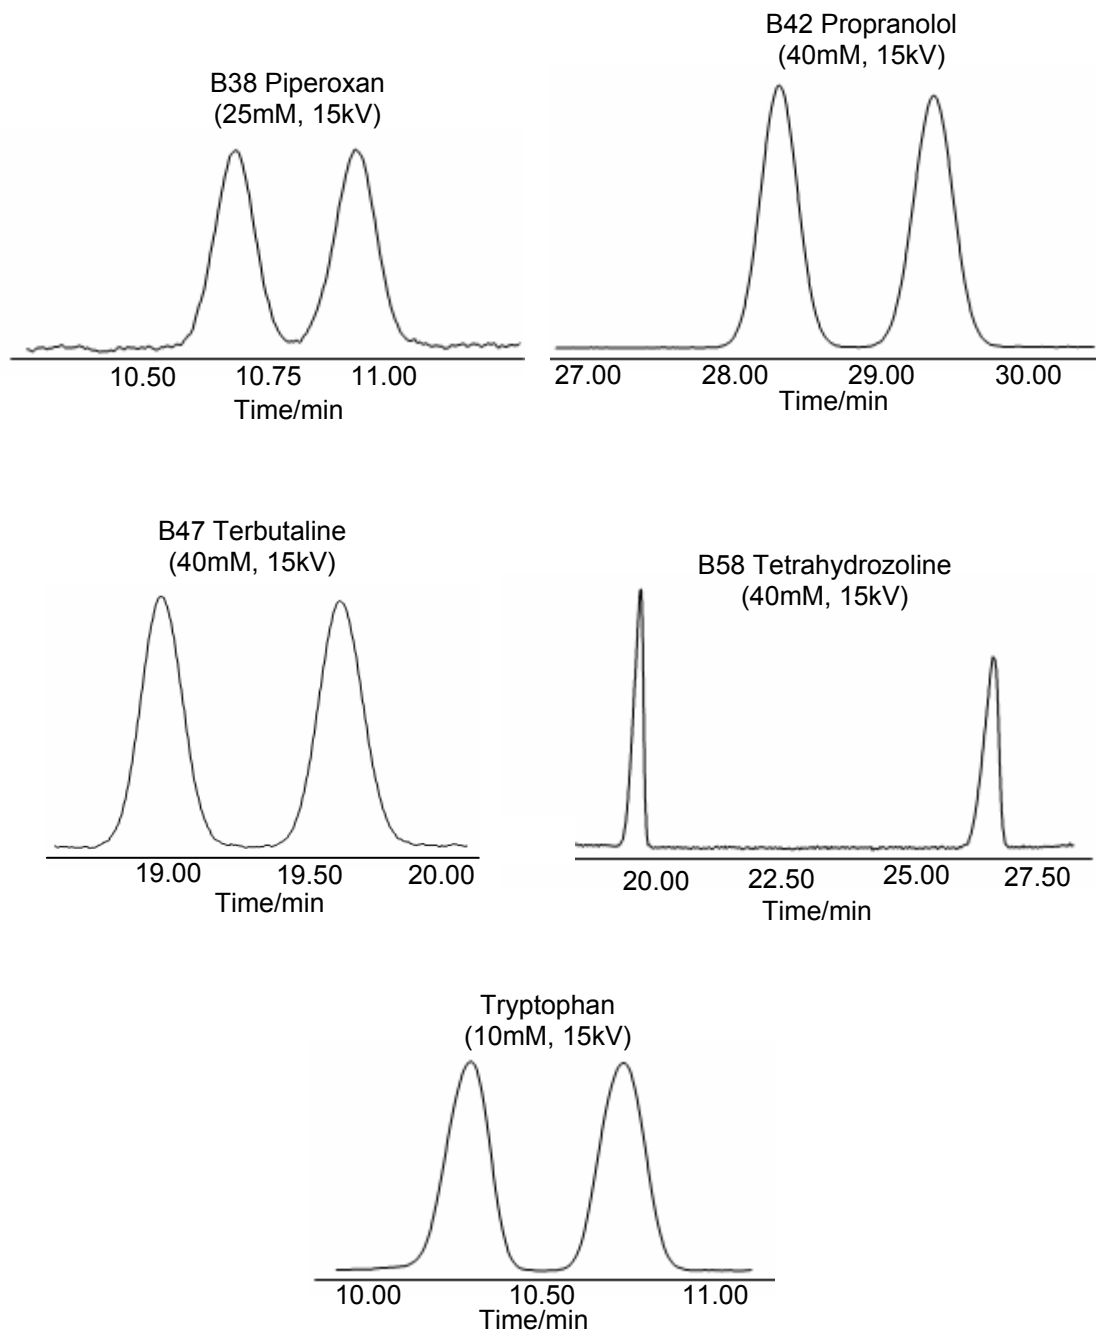 B38 Piperoxan
(25mM, 15kV)
10.50 10.75 11.00
Time/min
B42 Propranolol
(40mM, 15kV)
27.00 28.00 29.00 30.00
Time/min
B47 Terbutaline
(40mM, 15kV)
19.00 19.50 20.00
Time/min
B58 Tetrahydrozoline
(40mM, 15kV)
20.00 22.50 25.00 27.50
Time/min
Tryptophan
(10mM, 15kV)
10.00 10.50 11.00
Time/min